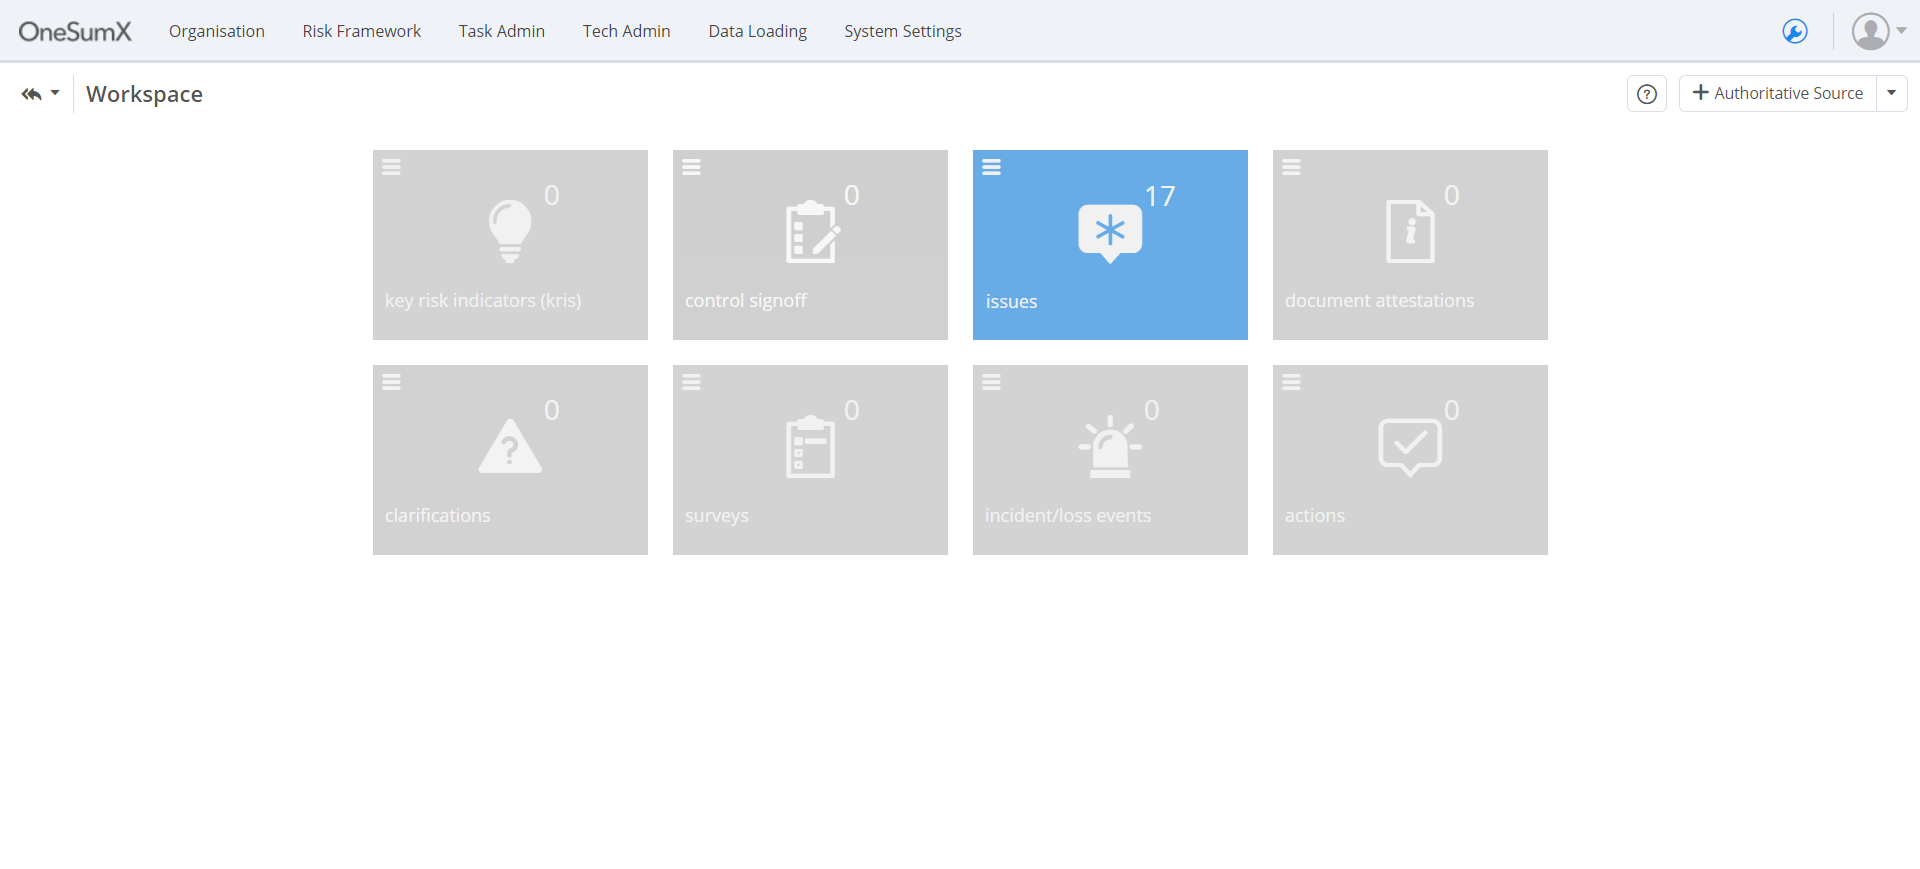 OneSumX Organisation Risk Framework Task Admin Tech Admin Data Loading System Settings
Workspace
? + Authoritative Source
0
key risk indicators (kris)
0
control signoff
17
issues
0
document attestations
0
clarifications
0
surveys
0
incident/loss events
0
actions